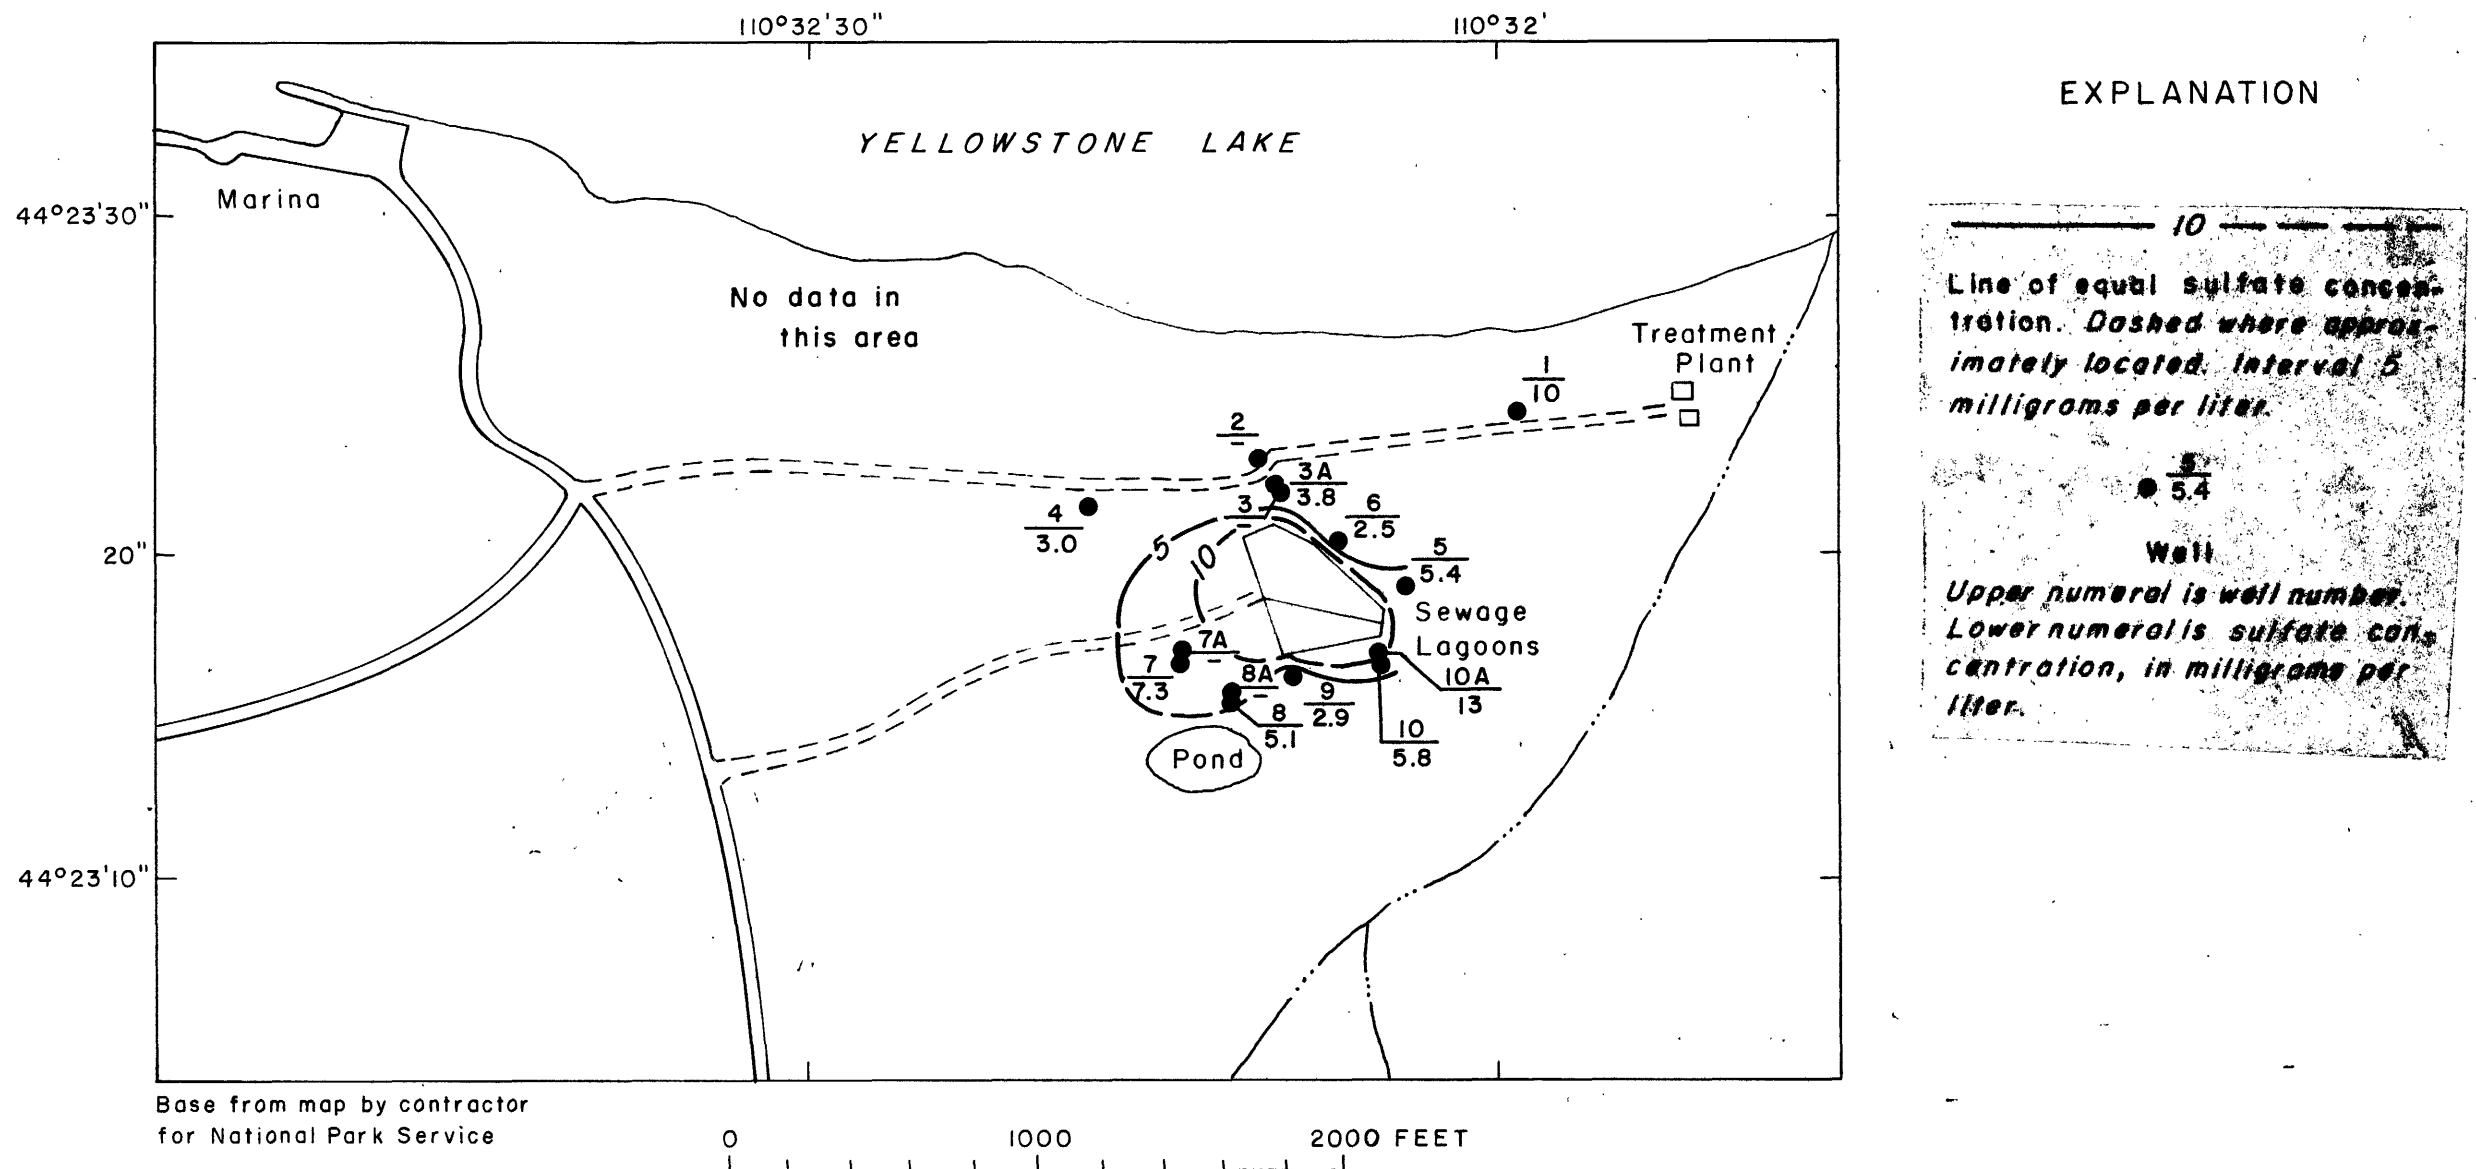 110°32'30"
110°32'
EXPLANATION
YELLOWSTONE LAKE
Marina
44°23'30"
No data in
this area
Treatment
Plant
1
10
2
-
3A
3.8
3
-
4
3.0
6
2.5
5
5.4
20"
5
10
Sewage
Lagoons
7A
-
7
7.3
8A
-
8
5.1
9
2.9
10A
13
10
5.8
Pond
44°23'10"
10
Line of equal sulfate concen-
tration. Dashed where approx-
imately located. Interval 5
milligrams per liter.
5
5.4
Well
Upper numeral is well number.
Lower numeral is sulfate con-
centration, in milligrams per
liter.
Base from map by contractor
for National Park Service
0 1000 2000 FEET